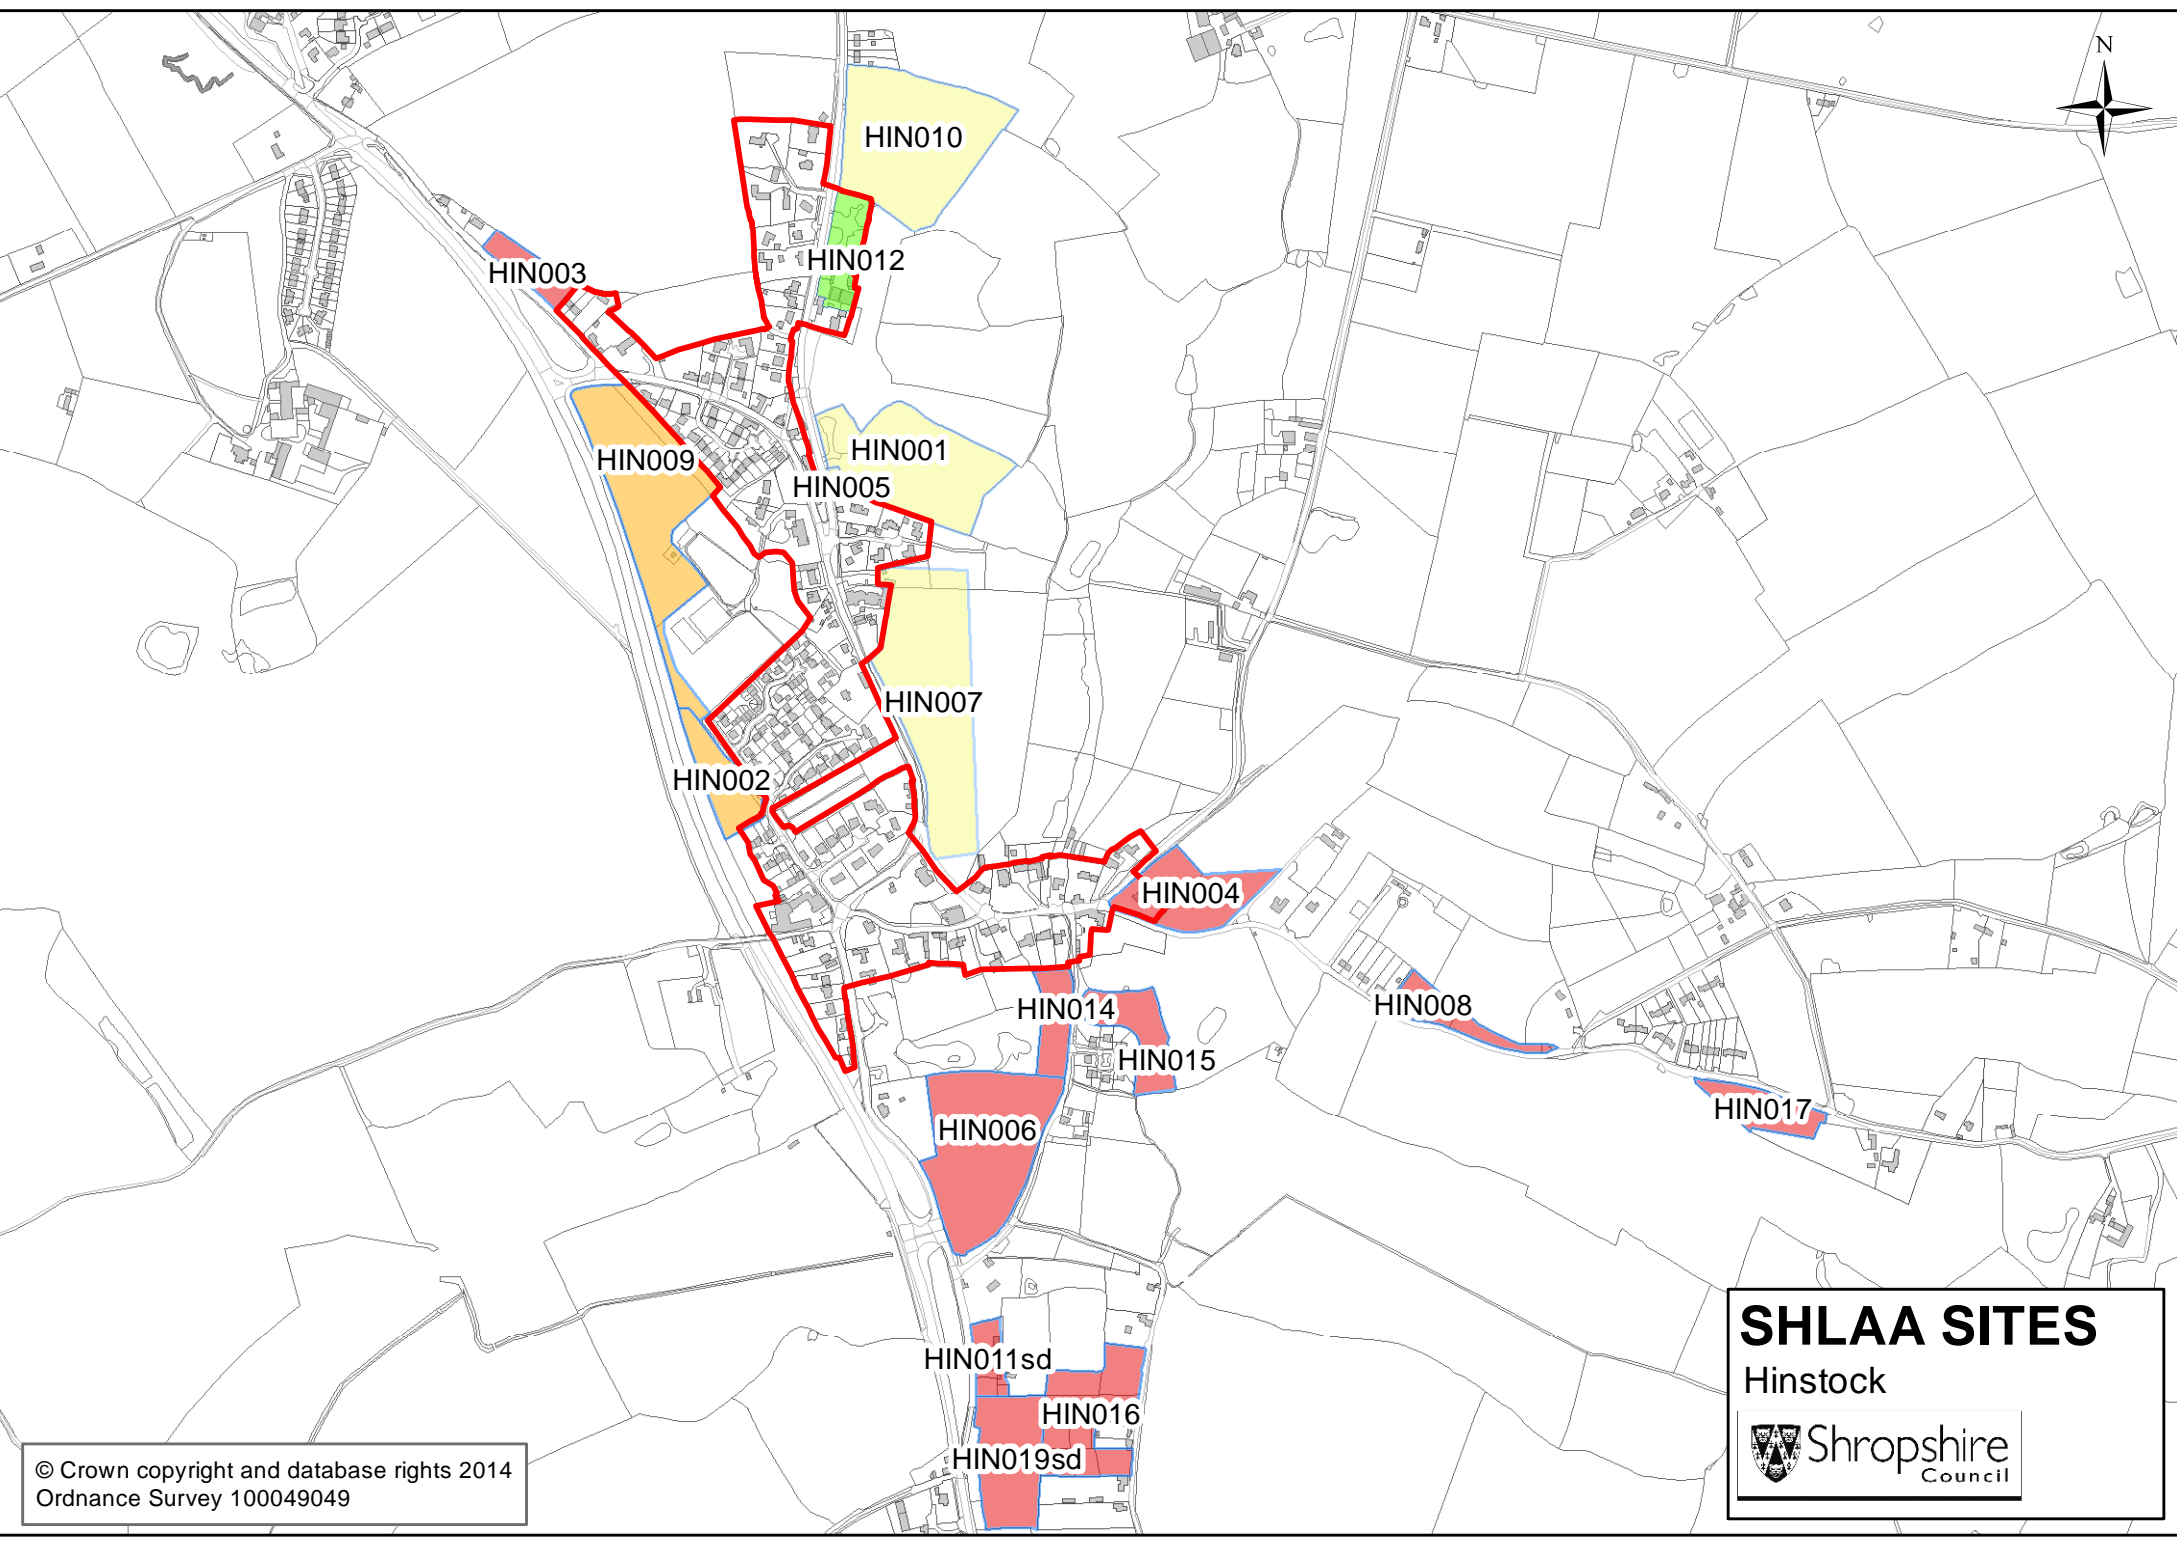 N
HIN010
HIN012
HIN003
HIN001
HIN009
HIN005
HIN007
HIN002
HIN004
HIN014
HIN008
HIN015
HIN017
HIN006
HIN011sd
HIN016
HIN019sd
SHLAA SITES
Hinstock
Shropshire
Council
© Crown copyright and database rights 2014
Ordnance Survey 100049049